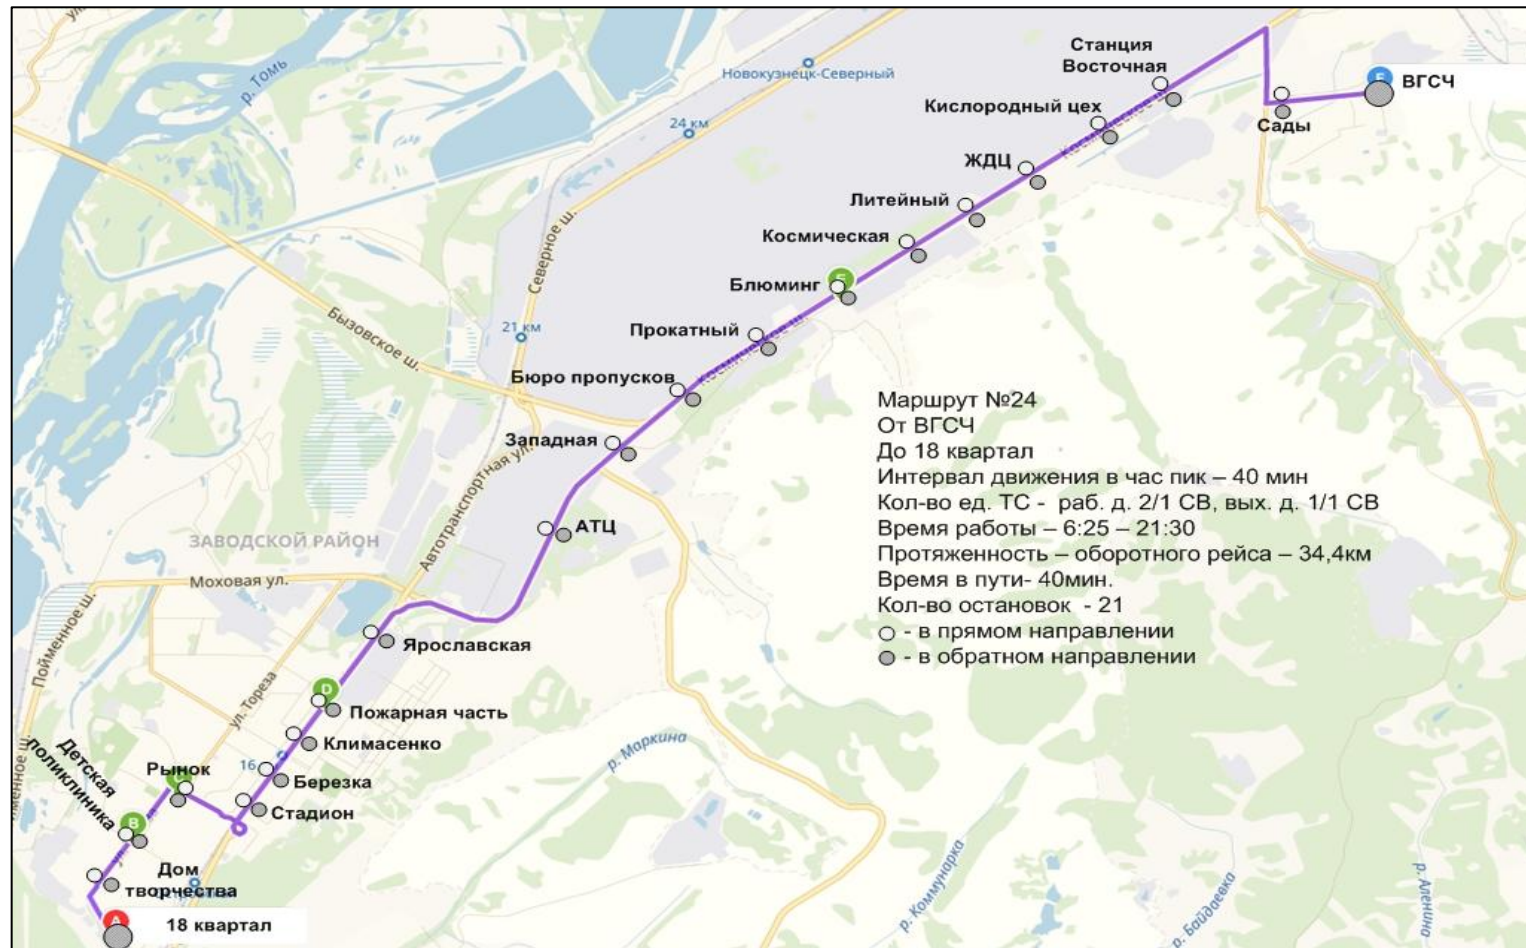 р. Томь
Новокузнецк-Северный
24 км
Северное ш.
21 км
Бызовское ш.
Станция
Восточная
ВГСЧ
Сады
Кислородный цех
ЖДЦ
Литейный
Космическая
Блюминг
Прокатный
Бюро пропусков
Западная
Автотранспортная ул.
АТЦ
ЗАВОДСКОЙ РАЙОН
Моховая ул.
Пойменное ш.
Ярославская
ул. Тореза
D
Пожарная часть
Климасенко
16
Березка
Стадион
Рынок
Детская
поликлиника
B
Дом
творчества
A
18 квартал
Маршрут №24
От ВГСЧ
До 18 квартал
Интервал движения в час пик – 40 мин
Кол-во ед. ТС - раб. д. 2/1 СВ, вых. д. 1/1 СВ
Время работы – 6:25 – 21:30
Протяженность – оборотного рейса – 34,4км
Время в пути- 40мин.
Кол-во остановок - 21
- в прямом направлении
- в обратном направлении
р. Маркина
р. Коммунарка
р. Байдаевка
р. Аленина